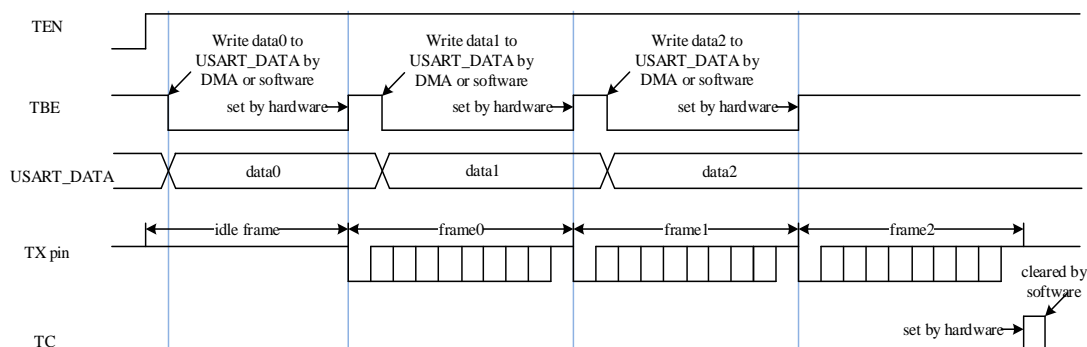 TEN
Write data0 to
USART_DATA by
DMA or software
Write data1 to
USART_DATA by
DMA or software
Write data2 to
USART_DATA by
DMA or software
TBE
set by hardware
set by hardware
set by hardware
USART_DATA
data0
data1
data2
idle frame
frame0
frame1
frame2
TX pin
cleared by
software
set by hardware
TC